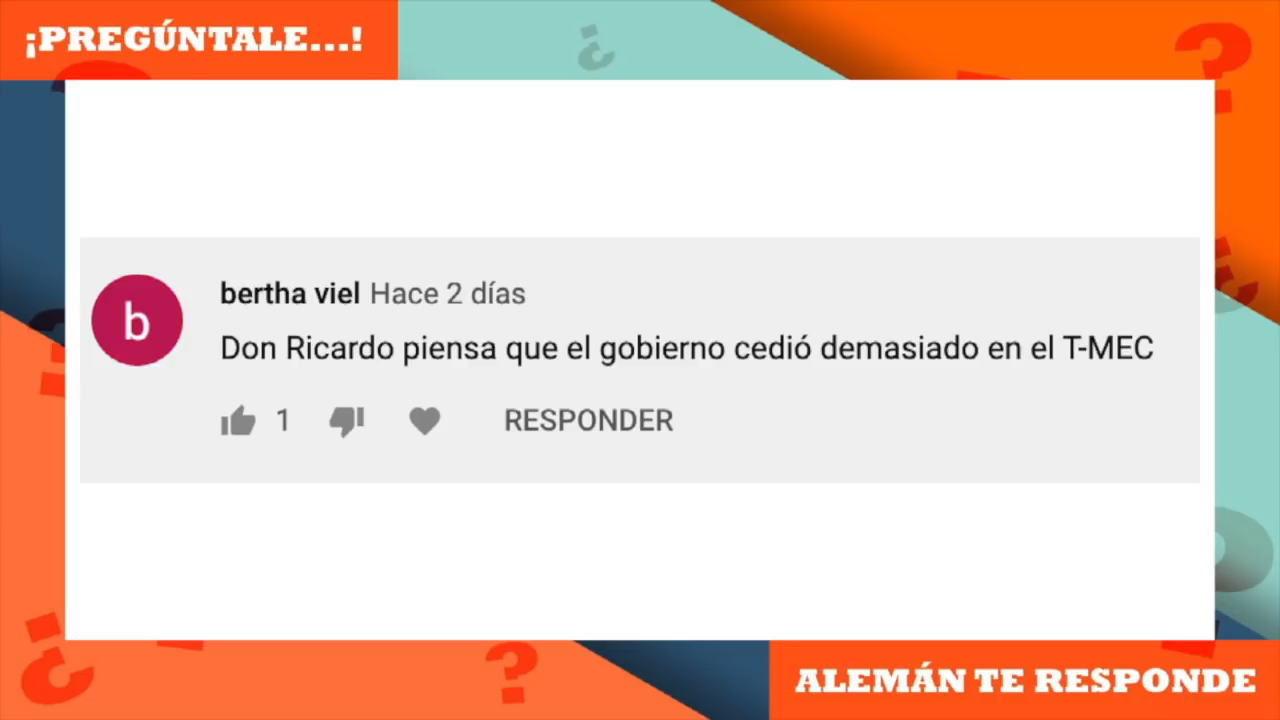 ¡PREGÚNTALE...!
b
bertha viel Hace 2 días
Don Ricardo piensa que el gobierno cedió demasiado en el T-MEC
1 RESPONDER
ALEMÁN TE RESPONDE